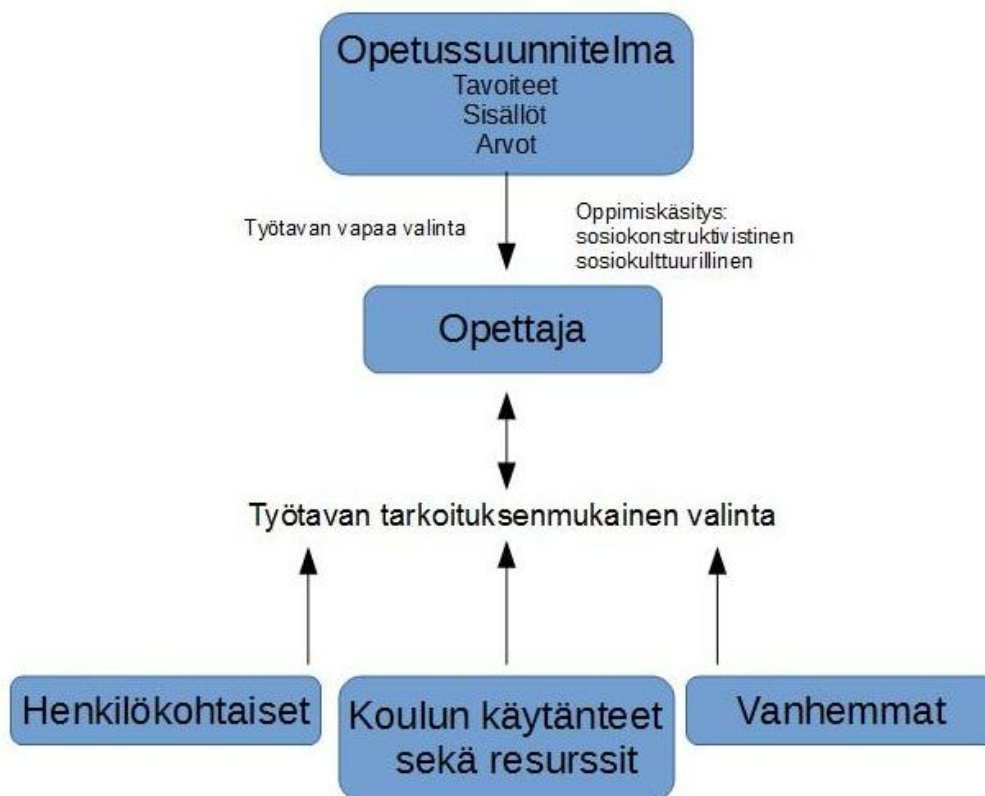 Opetussuunnitelma
Tavoiteet
Sisällöt
Arvot
Työtavan vapaa valinta
Oppimiskäsitys:
sosiokonstruktivistinen
sosiokulttuurillinen
Opettaja
Työtavan tarkoituksenmukainen valinta
Henkilökohtaiset
Koulun käytänteet
sekä resurssit
Vanhemmat